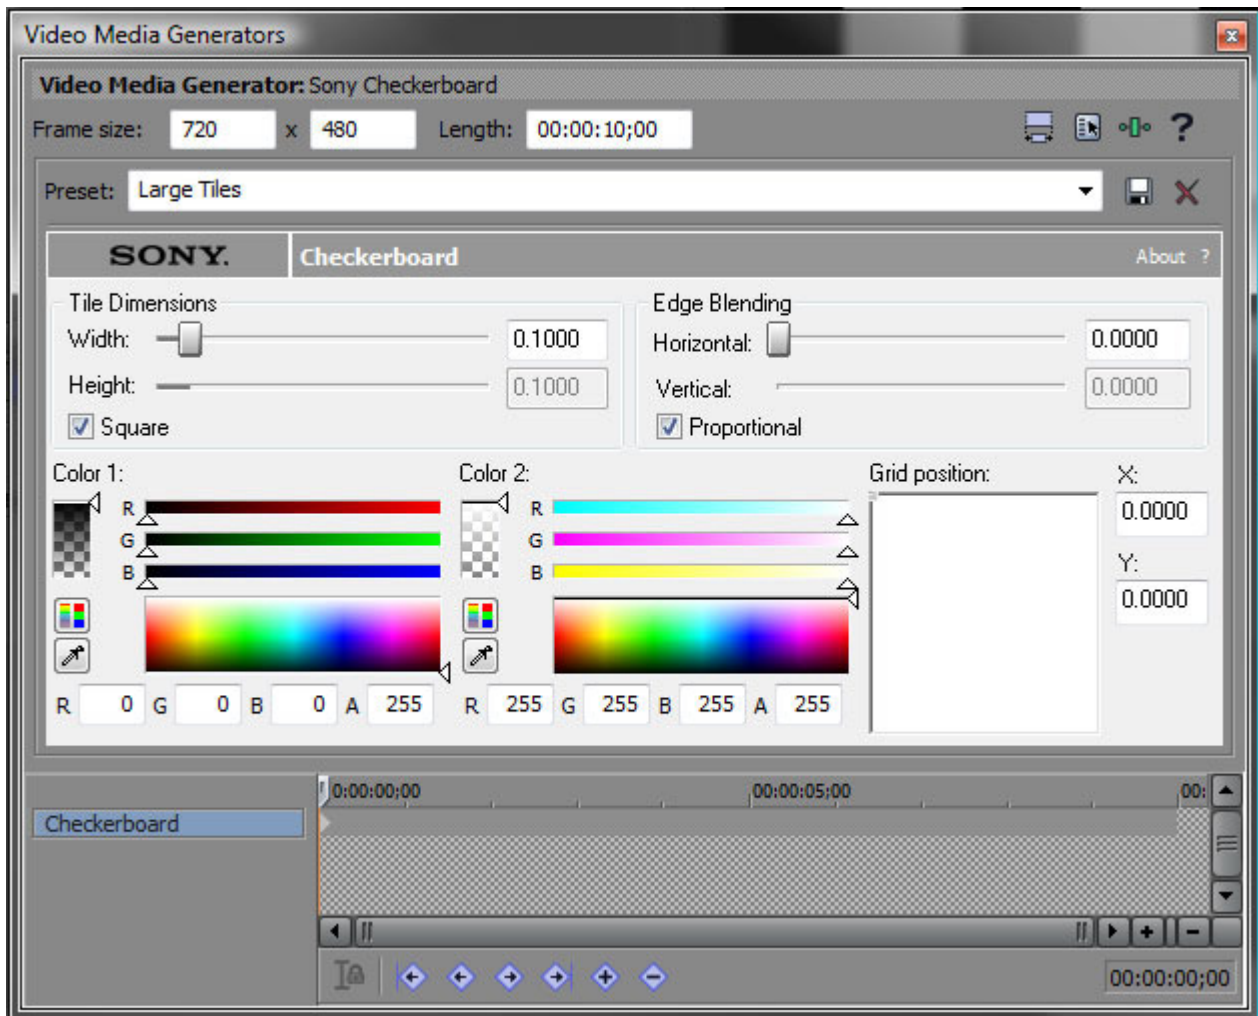 Video Media Generators
Video Media Generator: Sony Checkerboard
Frame size: 720 x 480 Length: 00:00:10;00 ?
Preset: Large Tiles
SONY. Checkerboard About ?
Tile Dimensions
Width: 0.1000
Height: 0.1000
Square
Edge Blending
Horizontal: 0.0000
Vertical: 0.0000
Proportional
Color 1:
R
G
B
R 0 G 0 B 0 A 255
Color 2:
R
G
B
R 255 G 255 B 255 A 255
Grid position:
X:
0.0000
Y:
0.0000
0:00:00;00 00:00:05;00 00:
Checkerboard
00:00:00;00